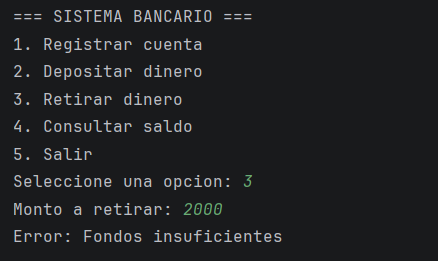 === SISTEMA BANCARIO ===
1. Registrar cuenta
2. Depositar dinero
3. Retirar dinero
4. Consultar saldo
5. Salir
Seleccione una opcion: 3
Monto a retirar: 2000
Error: Fondos insuficientes